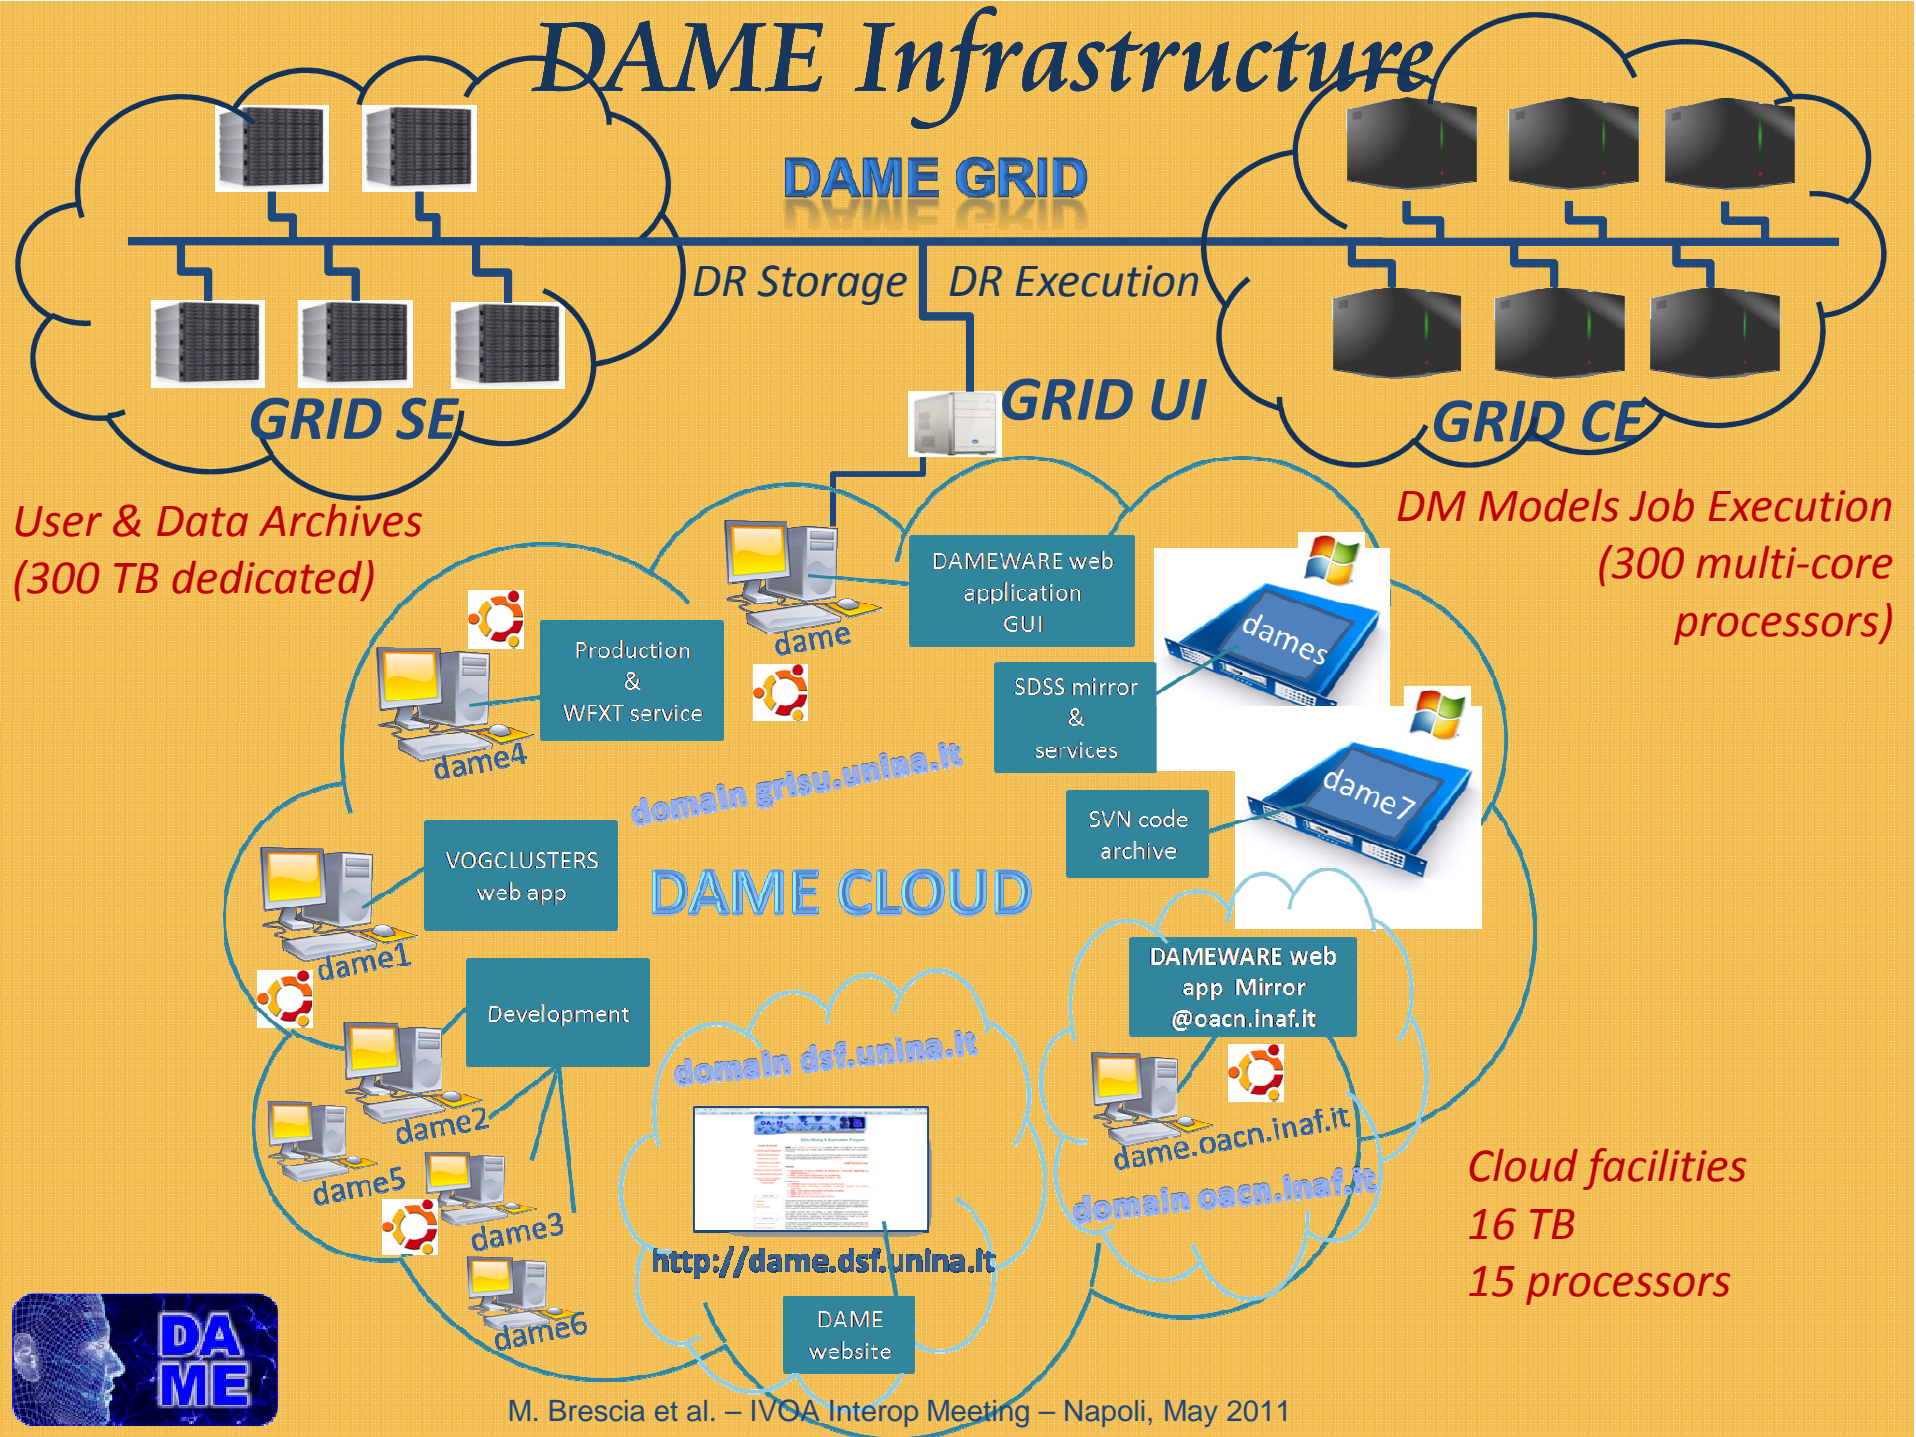 DAME Infrastructure
DAME GRID
DR Storage
DR Execution
GRID SE
GRID UI
GRID CE
User & Data Archives
(300 TB dedicated)
DM Models Job Execution
(300 multi-core
processors)
DAMEWARE web
application
GUI
dame
dames
Production
&
WFXT service
dame4
SDSS mirror
&
services
domain grisu.unina.it
dame7
SVN code
archive
VOGCLUSTERS
web app
dame1
DAME CLOUD
DAMEWARE web
app Mirror
@oacn.inaf.it
Development
domain dsf.unina.it
dame2
dame.oacn.inaf.it
dame5
domain oacn.inaf.it
dame3
http://dame.dsf.unina.it
dame6
DAME
website
Cloud facilities
16 TB
15 processors
DA
ME
M. Brescia et al. – IVOA Interop Meeting – Napoli, May 2011